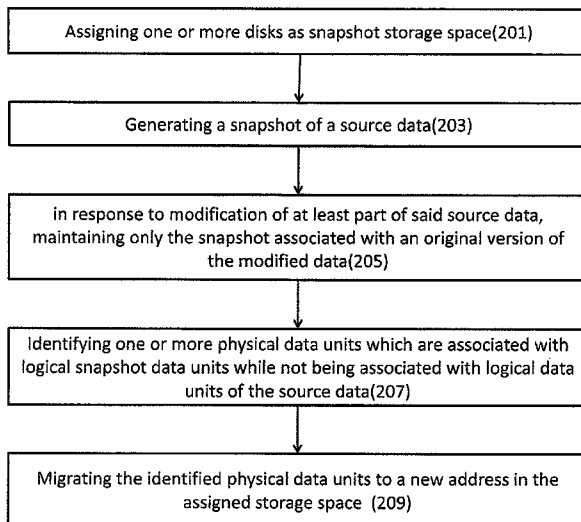 Assigning one or more disks as snapshot storage space(201)
Generating a snapshot of a source data(203)
in response to modification of at least part of said source data,
maintaining only the snapshot associated with an original version of
the modified data(205)
Identifying one or more physical data units which are associated with
logical snapshot data units while not being associated with logical data
units of the source data(207)
Migrating the identified physical data units to a new address in the
assigned storage space (209)